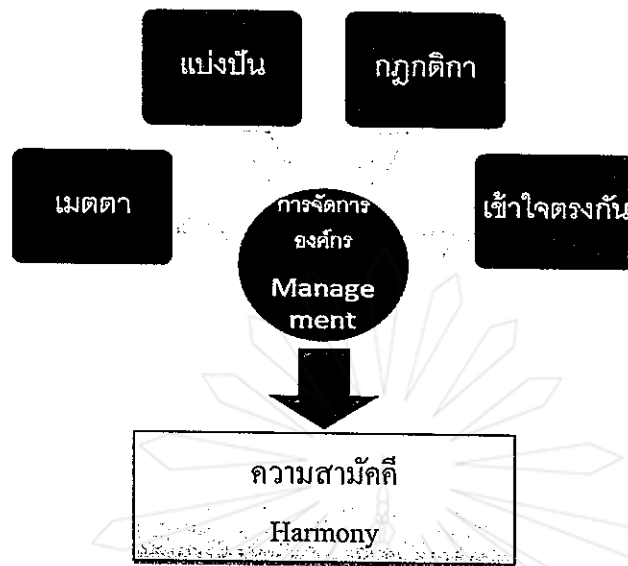 แบ่งปัน
กฎกติกา
เมตตา
เข้าใจตรงกัน
การจัดการ
องค์กร
Manage
ment
ความสามัคคี
Harmony